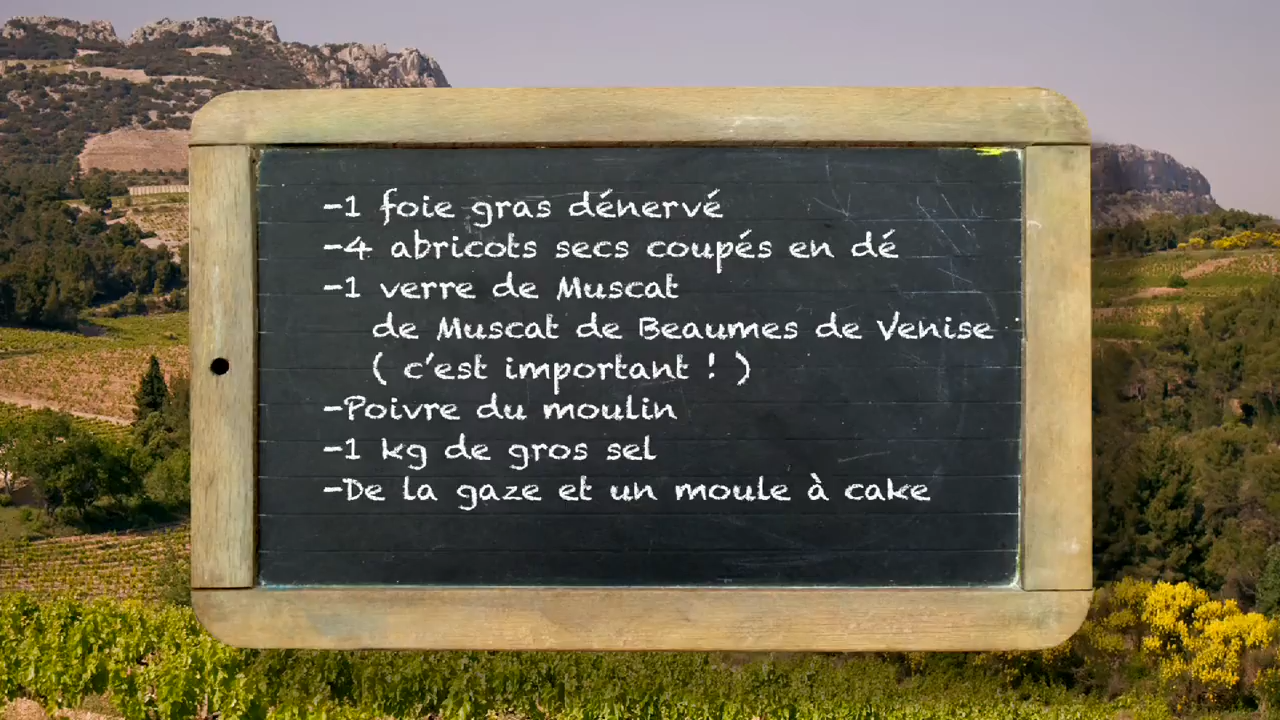 -1 foie gras dénervé
-4 abricots secs coupés en dé
-1 verre de Muscat
de Muscat de Beaumes de Venise
( c'est important ! )
-Poivre du moulin
-1 kg de gros sel
-De la gaze et un moule à cake